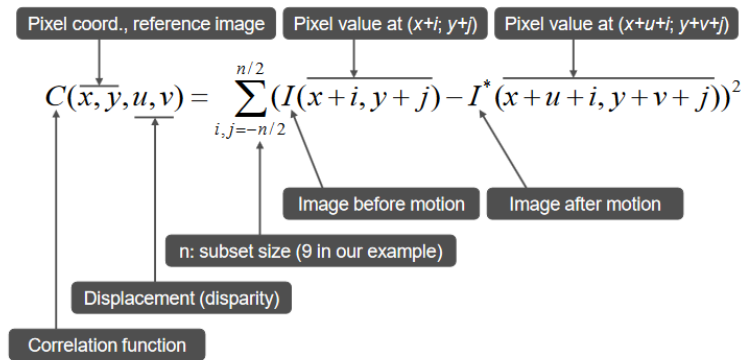 Pixel coord., reference image
Pixel value at (x+i; y+j)
Pixel value at (x+u+i; y+v+j)
C(x, y, u, v) = ∑_{i,j=-n/2}^{n/2} (I(x + i, y + j) − I*(x + u + i, y + v + j))²
Image before motion
Image after motion
n: subset size (9 in our example)
Displacement (disparity)
Correlation function